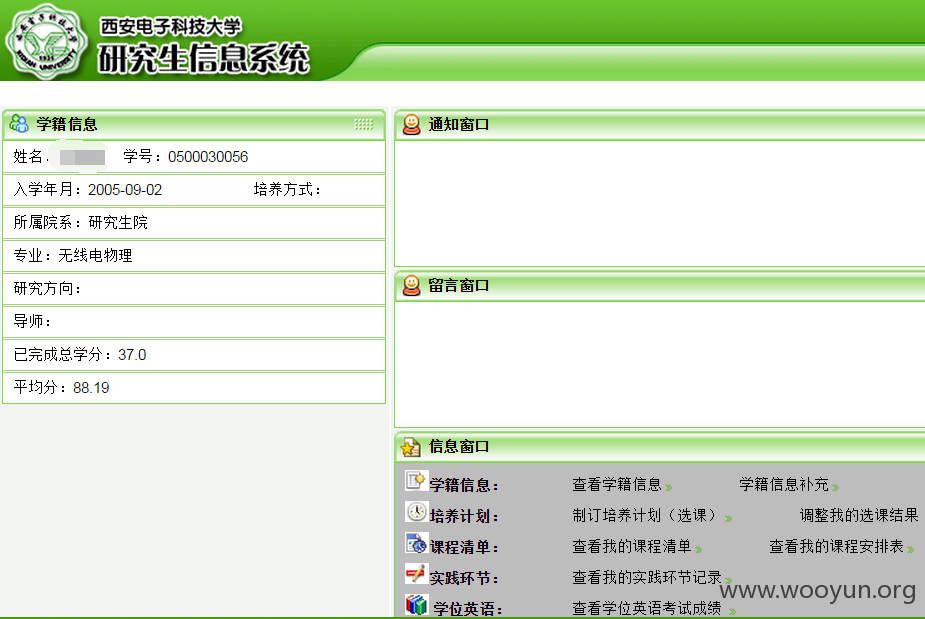 西安电子科技大学
研究生信息系统
学籍信息
姓名 学号：0500030056
入学年月：2005-09-02 培养方式：
所属院系：研究生院
专业：无线电物理
研究方向：
导师：
已完成总学分：37.0
平均分：88.19
通知窗口
留言窗口
信息窗口
学籍信息： 查看学籍信息 » 学籍信息补充 »
培养计划： 制订培养计划（选课） » 调整我的选课结果
课程清单： 查看我的课程清单 » 查看我的课程安排表 »
实践环节： 查看我的实践环节记录 »
学位英语： 查看学位英语考试成绩 »
www.wooyun.org